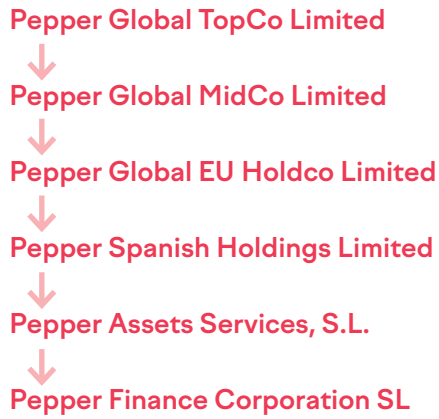 Pepper Global TopCo Limited
Pepper Global MidCo Limited
Pepper Global EU Holdco Limited
Pepper Spanish Holdings Limited
Pepper Assets Services, S.L.
Pepper Finance Corporation SL